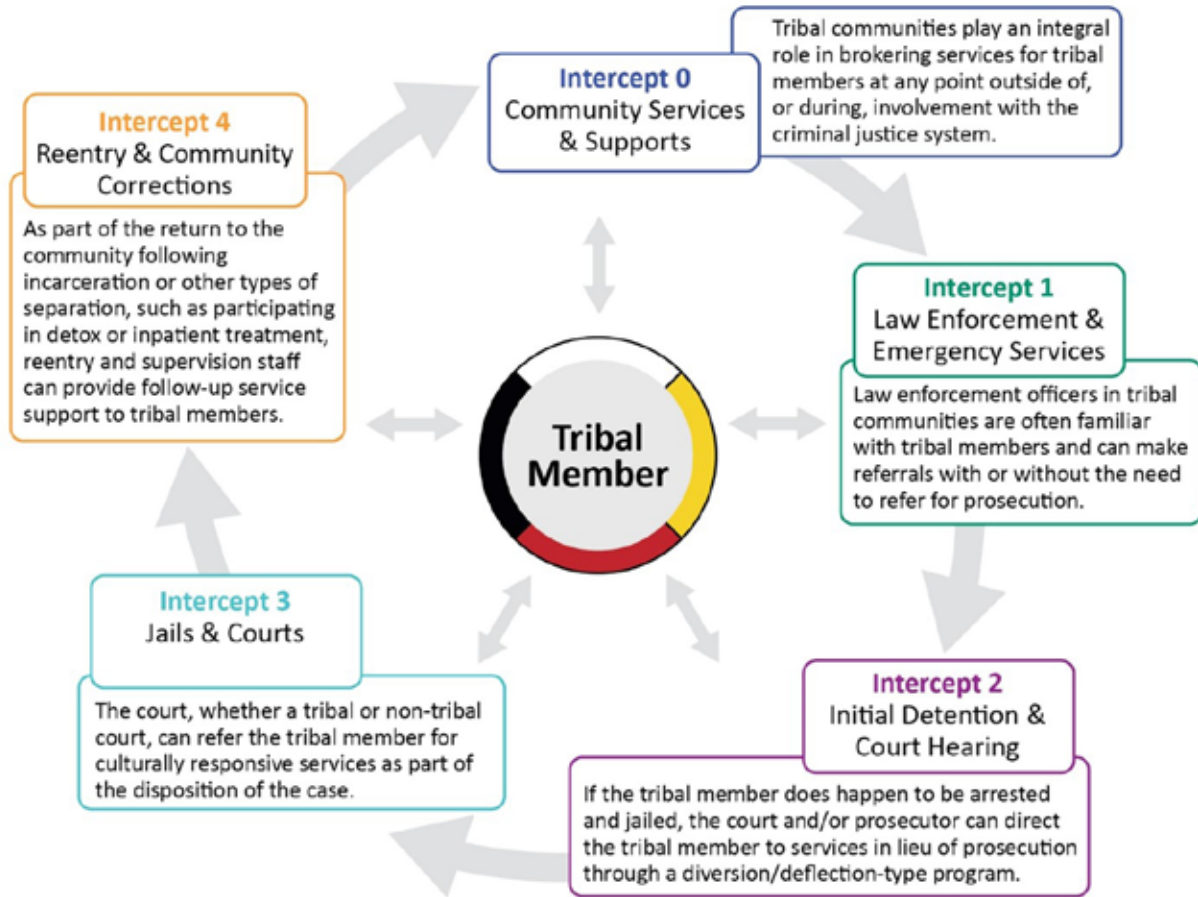 Intercept 0
Community Services
& Supports
Tribal communities play an integral
role in brokering services for tribal
members at any point outside of,
or during, involvement with the
criminal justice system.
Intercept 1
Law Enforcement &
Emergency Services
Law enforcement officers in tribal
communities are often familiar
with tribal members and can make
referrals with or without the need
to refer for prosecution.
Intercept 2
Initial Detention &
Court Hearing
If the tribal member does happen to be arrested
and jailed, the court and/or prosecutor can direct
the tribal member to services in lieu of prosecution
through a diversion/deflection-type program.
Intercept 3
Jails & Courts
The court, whether a tribal or non-tribal
court, can refer the tribal member for
culturally responsive services as part of
the disposition of the case.
Intercept 4
Reentry & Community
Corrections
As part of the return to the
community following
incarceration or other types of
separation, such as participating
in detox or inpatient treatment,
reentry and supervision staff
can provide follow-up service
support to tribal members.
Tribal
Member